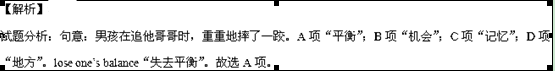 【解析】
试题分析：句意：男孩在追他哥哥时，重重地摔了一跤。A 项“平衡”；B 项“机会”；C 项“记忆”；D 项
“地方”。lose one's balance “失去平衡”。故选 A 项。